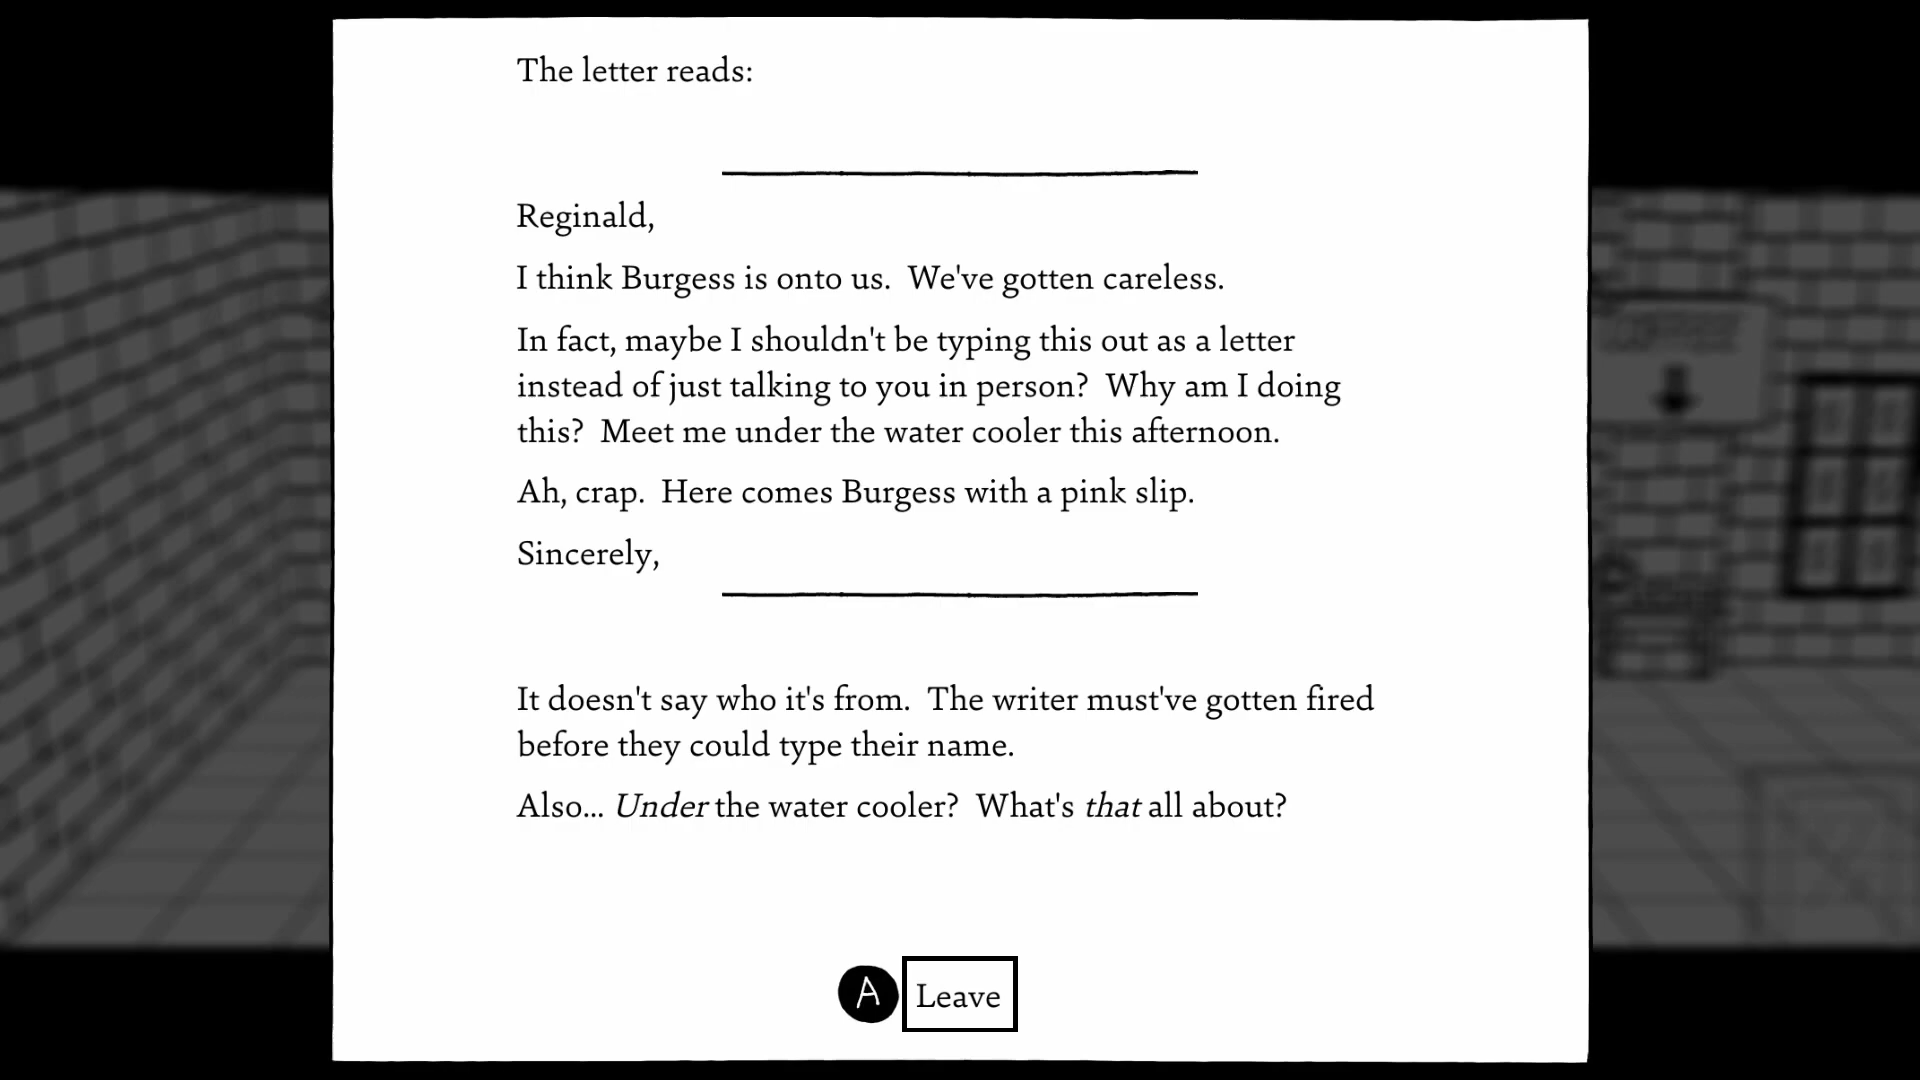 The letter reads:
Reginald,
I think Burgess is onto us.  We've gotten careless.
In fact, maybe I shouldn't be typing this out as a letter
instead of just talking to you in person?  Why am I doing
this?  Meet me under the water cooler this afternoon.
Ah, crap.  Here comes Burgess with a pink slip.
Sincerely,
It doesn't say who it's from.  The writer must've gotten fired
before they could type their name.
Also... Under the water cooler?  What's that all about?
A Leave